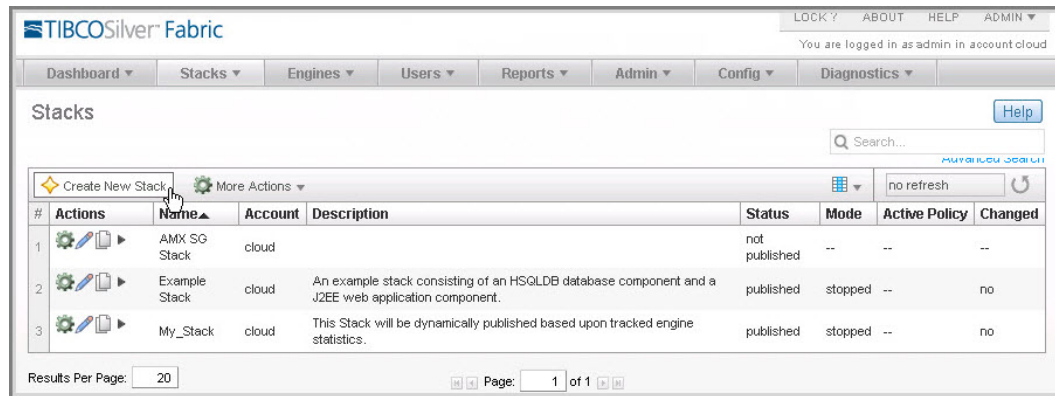 LOCK? ABOUT HELP ADMIN
TIBCOSilver™ Fabric
You are logged in as admin in account cloud
Dashboard Stacks Engines Users Reports Admin Config Diagnostics
Stacks
Help
Search...
Advanced Search
Create New Stack More Actions no refresh
# Actions Name Account Description Status Mode Active Policy Changed
1 AMX SG cloud not -- -- --
Stack published
2 Example cloud An example stack consisting of an HSQLDB database component and a published stopped -- no
Stack J2EE web application component.
3 My_Stack cloud This Stack will be dynamically published based upon tracked engine published stopped -- no
statistics.
Results Per Page: 20 Page: 1 of 1